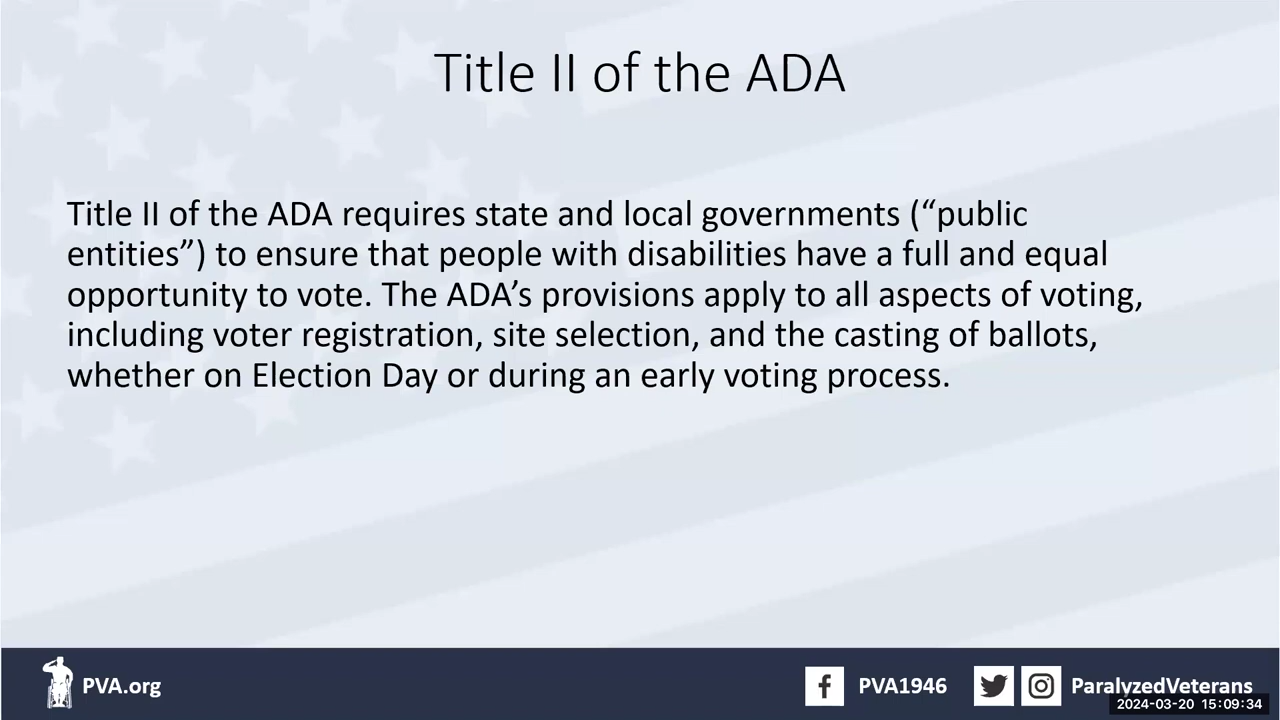 Title II of the ADA
Title II of the ADA requires state and local governments (“public
entities”) to ensure that people with disabilities have a full and equal
opportunity to vote. The ADA’s provisions apply to all aspects of voting,
including voter registration, site selection, and the casting of ballots,
whether on Election Day or during an early voting process.
PVA.org
PVA1946
ParalyzedVeterans
2024-03-20 15:09:34